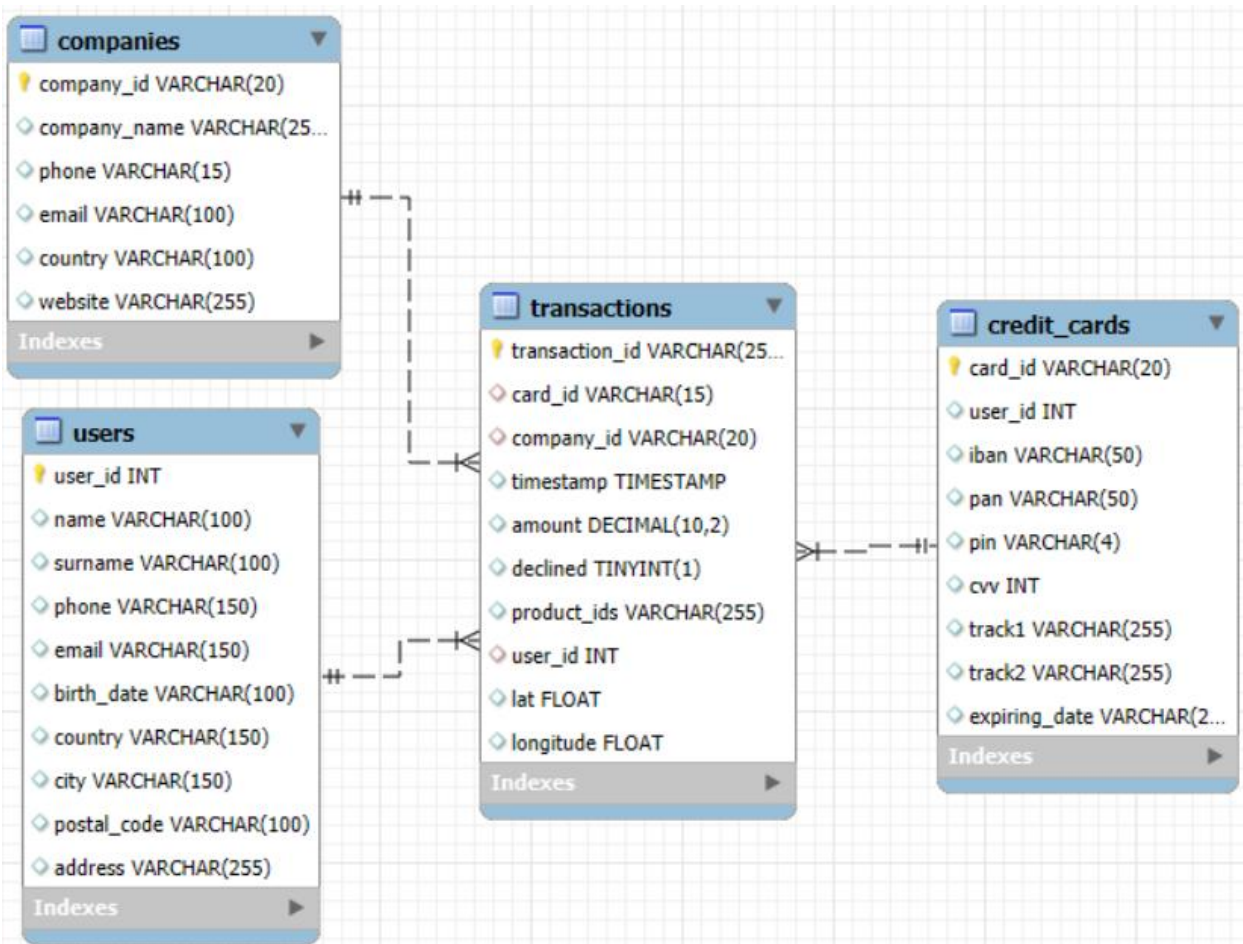 companies
company_id VARCHAR(20)
company_name VARCHAR(25...
phone VARCHAR(15)
email VARCHAR(100)
country VARCHAR(100)
website VARCHAR(255)
Indexes
users
user_id INT
name VARCHAR(100)
surname VARCHAR(100)
phone VARCHAR(150)
email VARCHAR(150)
birth_date VARCHAR(100)
country VARCHAR(150)
city VARCHAR(150)
postal_code VARCHAR(100)
address VARCHAR(255)
Indexes
transactions
transaction_id VARCHAR(25...
card_id VARCHAR(15)
company_id VARCHAR(20)
timestamp TIMESTAMP
amount DECIMAL(10,2)
declined TINYINT(1)
product_ids VARCHAR(255)
user_id INT
lat FLOAT
longitude FLOAT
Indexes
credit_cards
card_id VARCHAR(20)
user_id INT
iban VARCHAR(50)
pan VARCHAR(50)
pin VARCHAR(4)
cvv INT
track1 VARCHAR(255)
track2 VARCHAR(255)
expiring_date VARCHAR(2...
Indexes